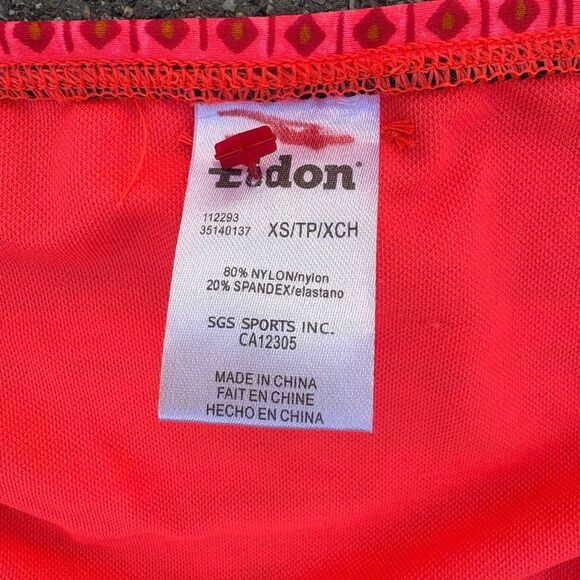 112293
35140137 XS/TP/XCH
80% NYLON/nylon
20% SPANDEX/elastano
SGS SPORTS INC.
CA12305
MADE IN CHINA
FAIT EN CHINE
HECHO EN CHINA